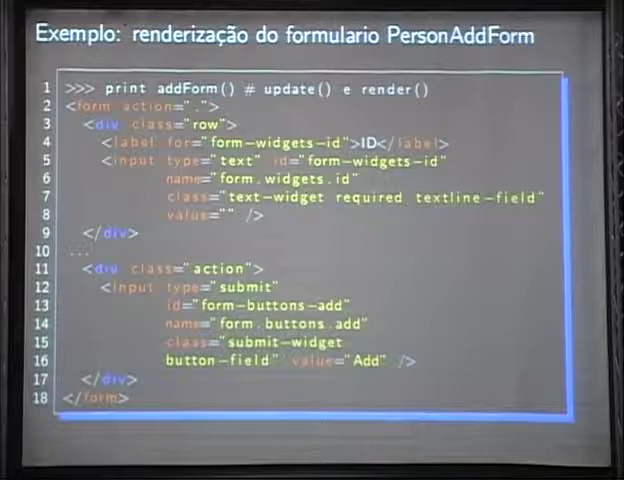 Exemplo: renderização do formulario PersonAddForm
1 >>> print addForm() # update() e render()
2 <form action=".">
3 <div class="row">
4 <label for="form-widgets-id">ID</label>
5 <input type="text" id="form-widgets-id"
6 name="form.widgets.id"
7 class="text-widget required textline-field"
8 value="" />
9 </div>
10 ...
11 <div class="action">
12 <input type="submit"
13 id="form-buttons-add"
14 name="form.buttons.add"
15 class="submit-widget
16 button-field" value="Add" />
17 </div>
18 </form>